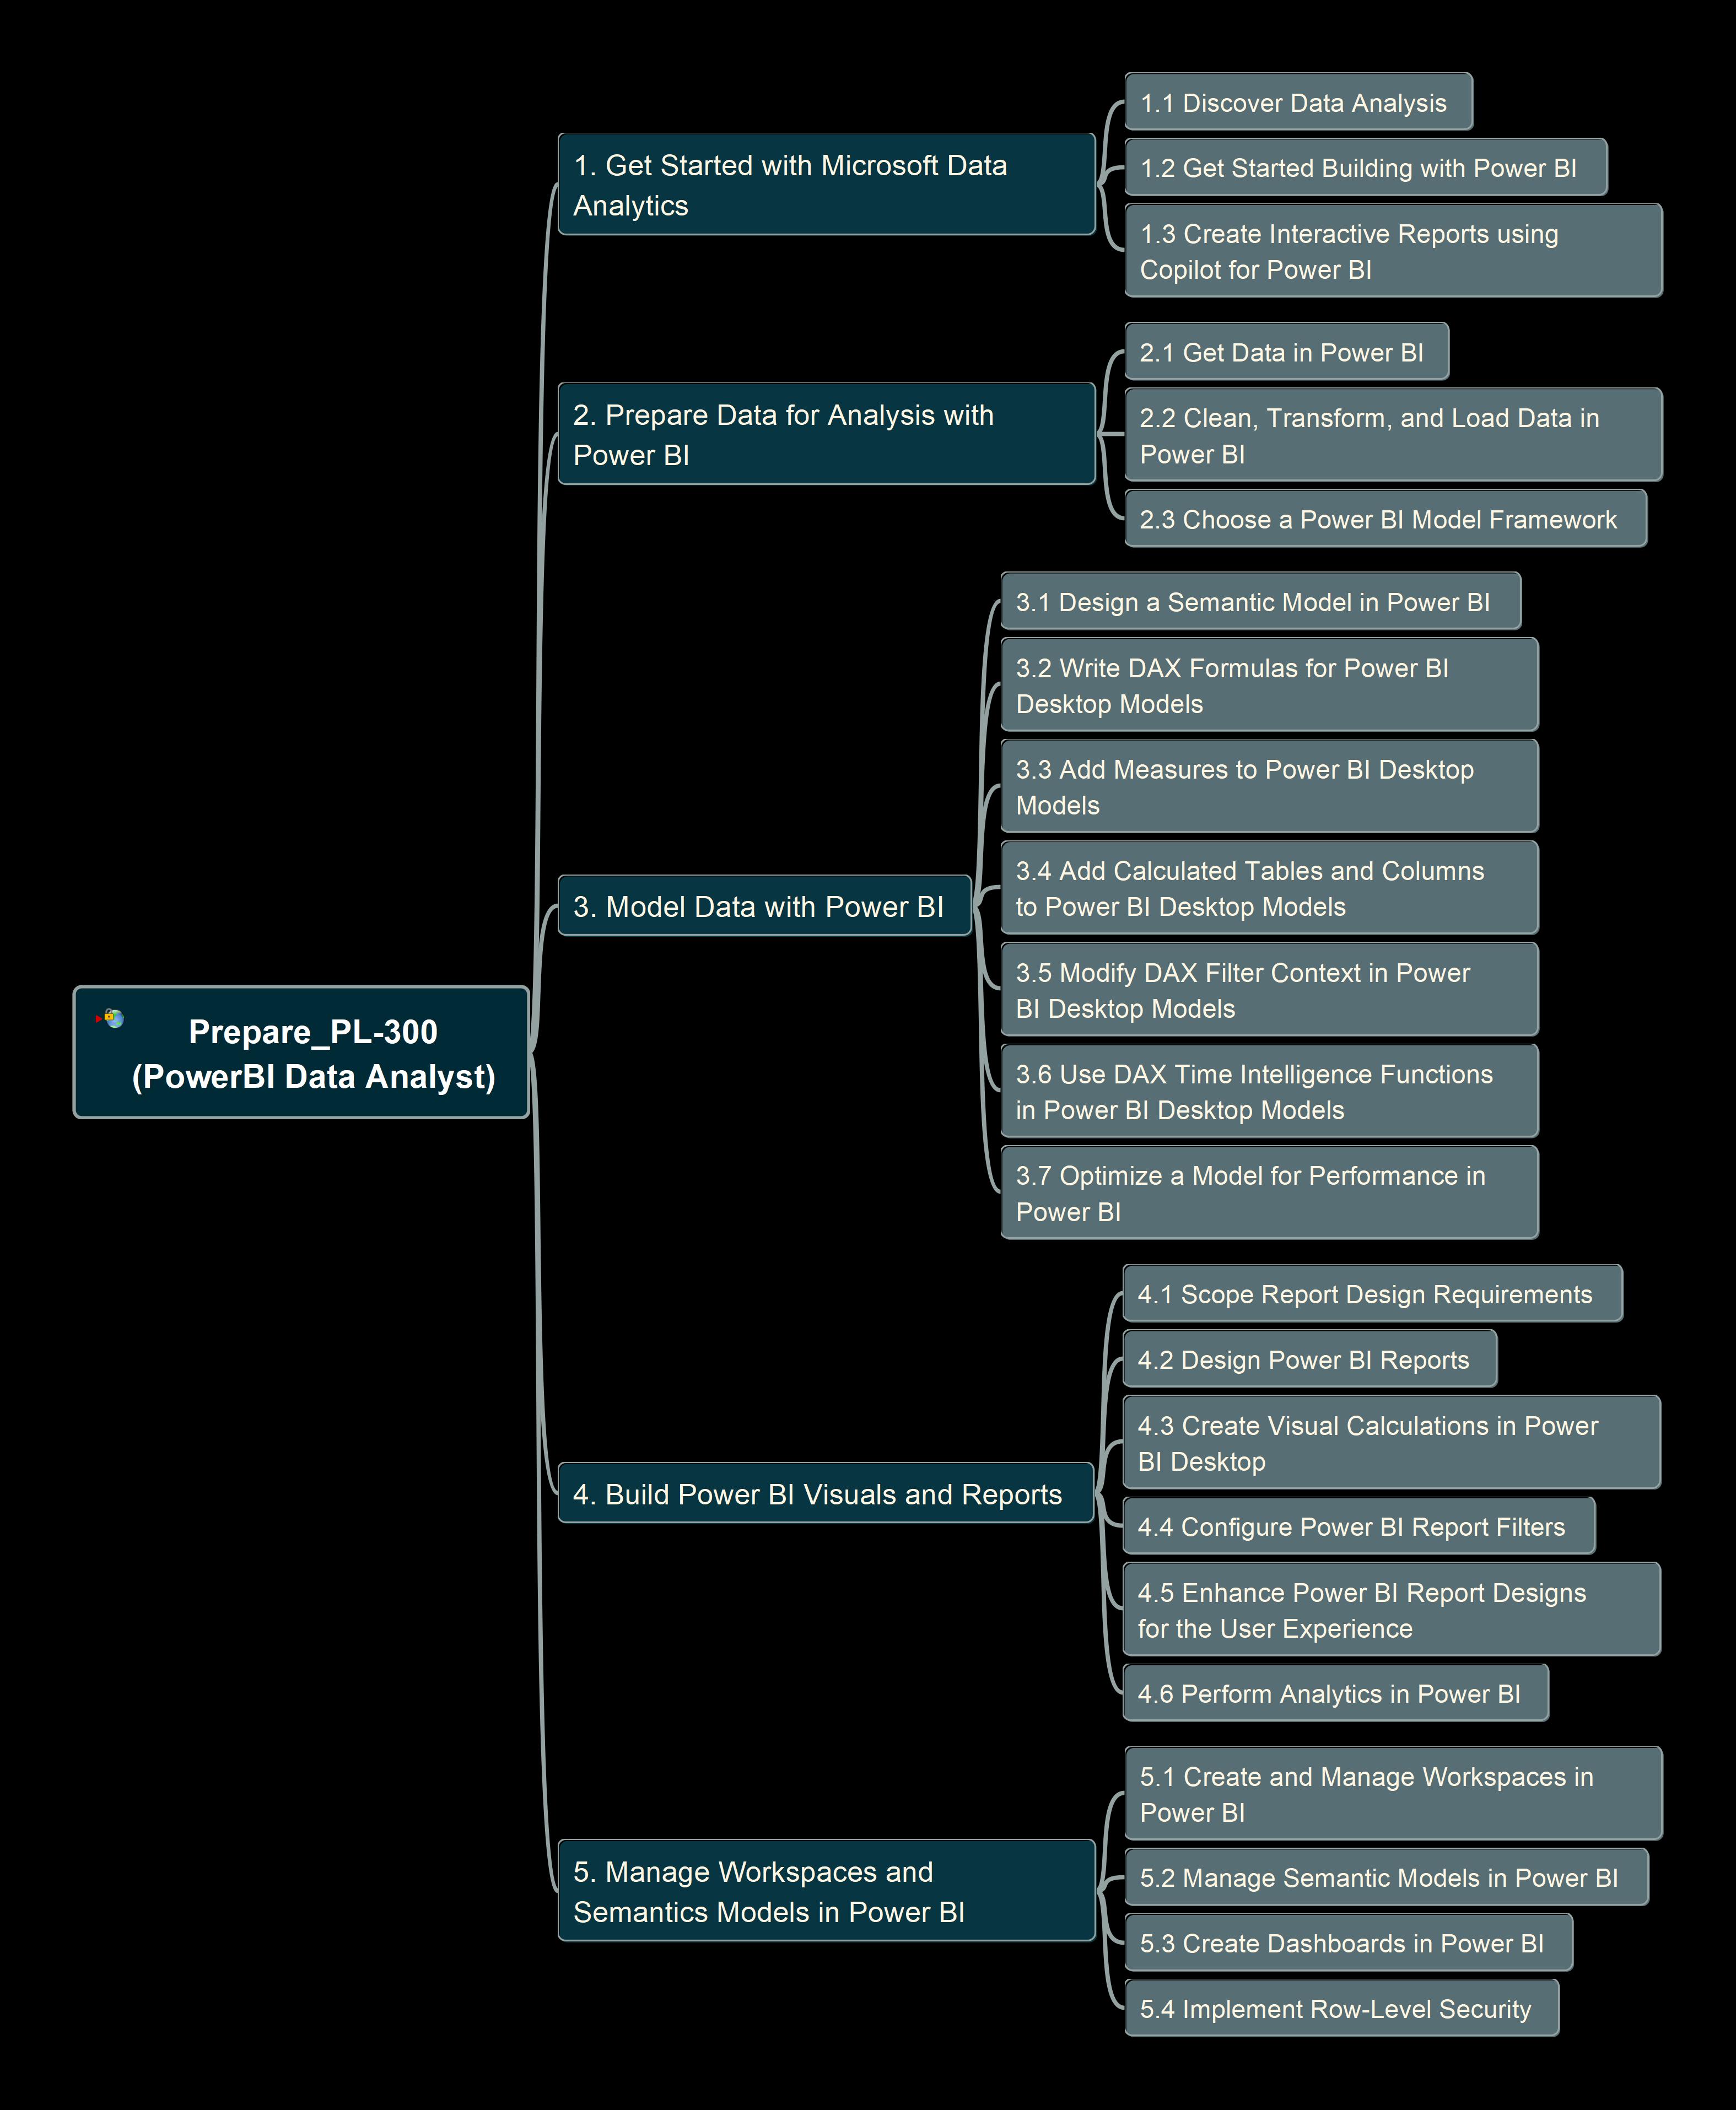 1.1 Discover Data Analysis
1. Get Started with Microsoft Data
Analytics
1.2 Get Started Building with Power BI
1.3 Create Interactive Reports using
Copilot for Power BI
2.1 Get Data in Power BI
2. Prepare Data for Analysis with
Power BI
2.2 Clean, Transform, and Load Data in
Power BI
2.3 Choose a Power BI Model Framework
3.1 Design a Semantic Model in Power BI
3.2 Write DAX Formulas for Power BI
Desktop Models
3.3 Add Measures to Power BI Desktop
Models
3. Model Data with Power BI
3.4 Add Calculated Tables and Columns
to Power BI Desktop Models
3.5 Modify DAX Filter Context in Power
BI Desktop Models
Prepare_PL-300
(PowerBI Data Analyst)
3.6 Use DAX Time Intelligence Functions
in Power BI Desktop Models
3.7 Optimize a Model for Performance in
Power BI
4.1 Scope Report Design Requirements
4.2 Design Power BI Reports
4.3 Create Visual Calculations in Power
BI Desktop
4. Build Power BI Visuals and Reports
4.4 Configure Power BI Report Filters
4.5 Enhance Power BI Report Designs
for the User Experience
4.6 Perform Analytics in Power BI
5.1 Create and Manage Workspaces in
Power BI
5. Manage Workspaces and
Semantics Models in Power BI
5.2 Manage Semantic Models in Power BI
5.3 Create Dashboards in Power BI
5.4 Implement Row-Level Security